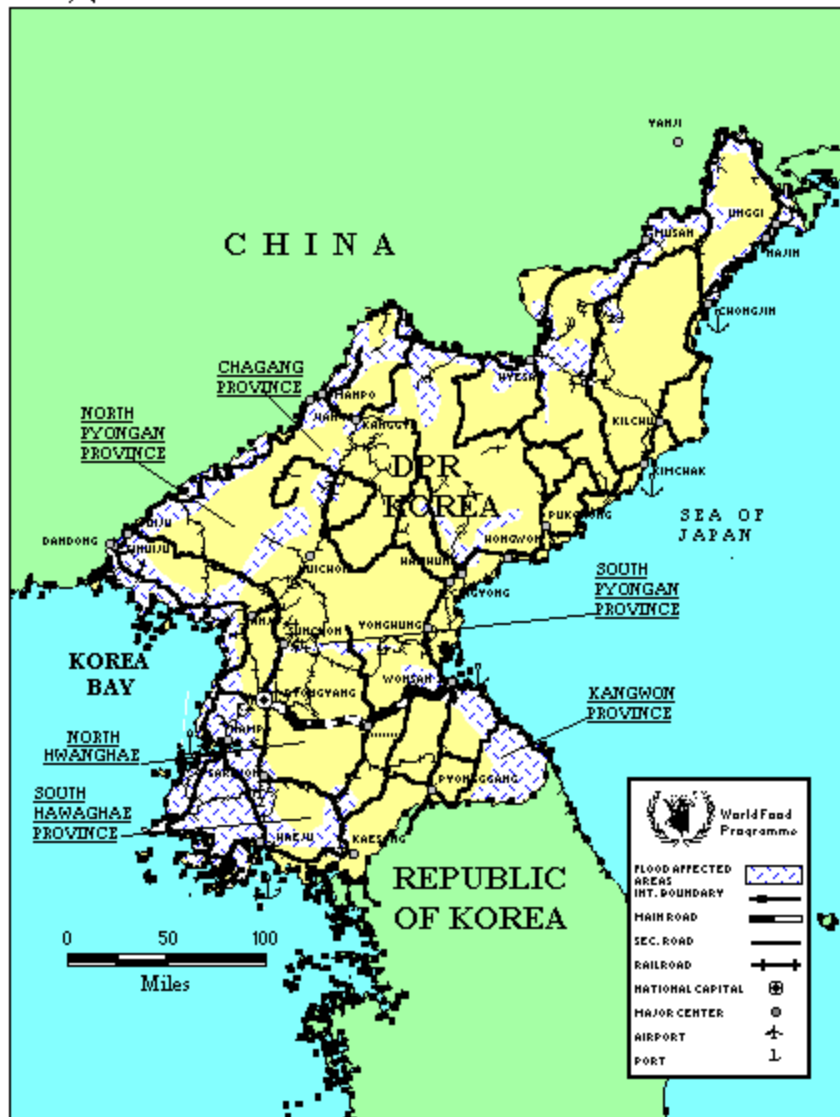 YANJI
UNGGI
MUSAN
NAJIN
CHINA
CHONGJIN
CHAGANG
PROVINCE
HYESAN
MANPO
NORTH
PYONGAN
PROVINCE
KANGGYE
KILCHU
DPR
KOREA
KIMCHAK
SEA OF
JAPAN
DANDONG
SINUIJU
HONGWON
HUICHON
SOUTH
PYONGAN
PROVINCE
YONGHUNG
SUNCHON
KOREA
BAY
WONSAN
KANGWON
PROVINCE
PYONGYANG
NORTH
HWANGHAE
SOUTH
HAWAGHAE
PROVINCE
SARIWON
PYONGGANG
HAEJU
KAESONG
REPUBLIC
OF KOREA
0 50 100
Miles
World Food
Programme
FLOOD AFFECTED
AREAS
INT. BOUNDARY
MAIN ROAD
SEC. ROAD
RAILROAD
NATIONAL CAPITAL
MAJOR CENTER
AIRPORT
PORT